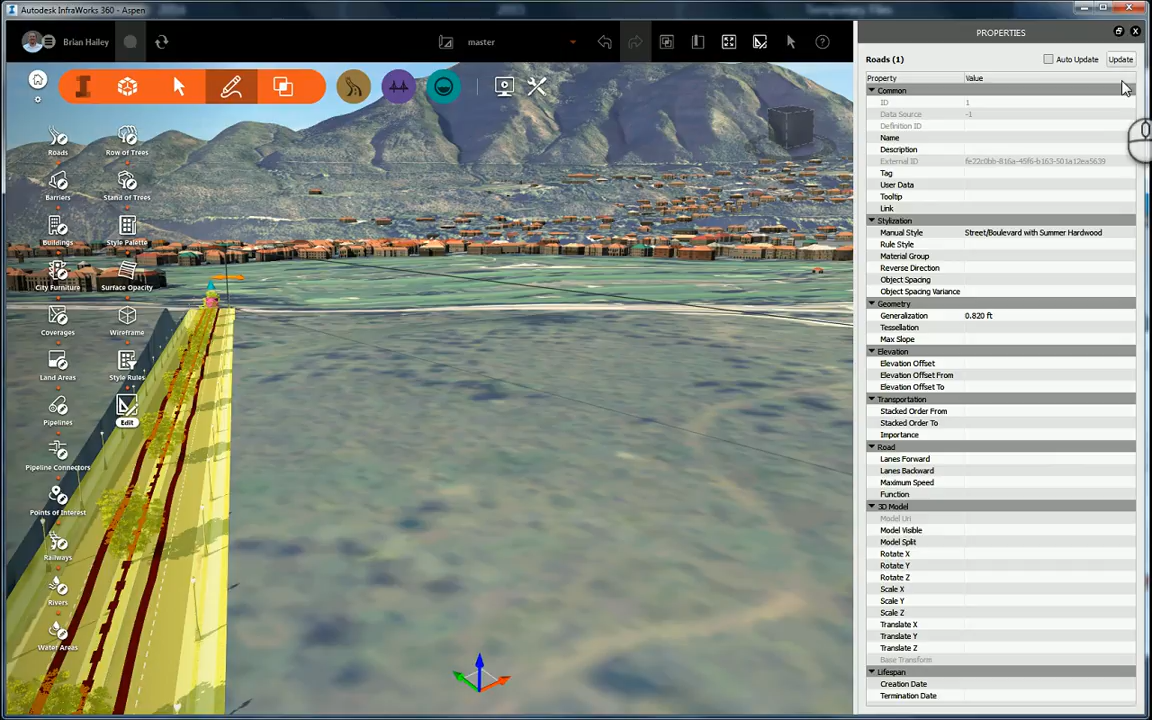 Autodesk InfraWorks 360 - Aspen
Brian Hailey
master
Roads
Row of Trees
Barriers
Stand of Trees
Buildings
Style Palette
City Furniture
Surface Opacity
Coverages
Wireframe
Land Areas
Style Rules
Pipelines
Edit
Pipeline Connectors
Points of Interest
Railways
Rivers
Water Areas
PROPERTIES
Roads (1)
Auto Update
Update
Property Value
Common
ID 1
Data Source -1
Definition ID
Name
Description
External ID fe22c0bb-816a-45f6-b163-501a12ea5639
Tag
User Data
Tooltip
Link
Stylization
Manual Style Street/Boulevard with Summer Hardwood
Rule Style
Material Group
Reverse Direction
Object Spacing
Object Spacing Variance
Geometry
Generalization 0.820 ft
Tessellation
Max Slope
Elevation
Elevation Offset
Elevation Offset From
Elevation Offset To
Transportation
Stacked Order From
Stacked Order To
Importance
Road
Lanes Forward
Lanes Backward
Maximum Speed
Function
3D Model
Model Uri
Model Visible
Model Split
Rotate X
Rotate Y
Rotate Z
Scale X
Scale Y
Scale Z
Translate X
Translate Y
Translate Z
Base Transform
Lifespan
Creation Date
Termination Date